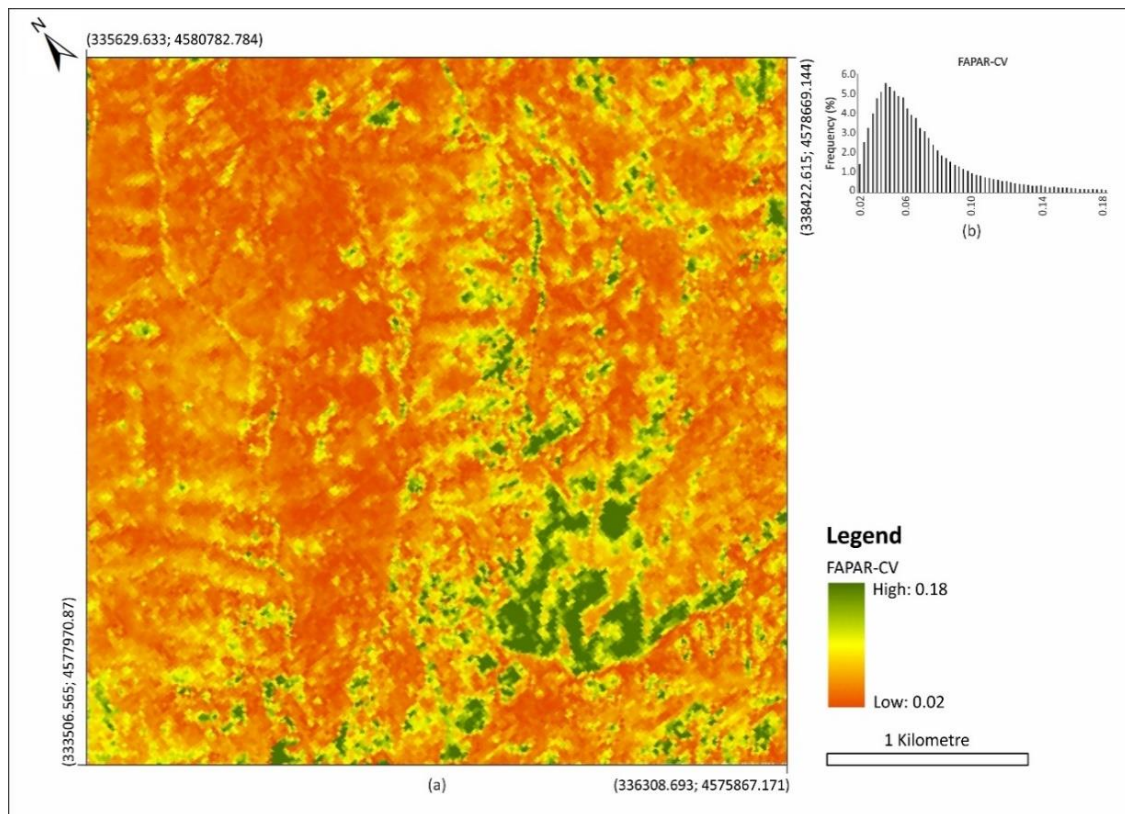 N
(335629.633; 4580782.784)
(338422.615; 4578669.144)
(333506.565; 4577970.87)
(a)
(336308.693; 4575867.171)
FAPAR-CV
Frequency (%)
6.0
5.0
4.0
3.0
2.0
1.0
0
0.02
0.06
0.10
0.14
0.18
(b)
Legend
FAPAR-CV
High: 0.18
Low: 0.02
1 Kilometre